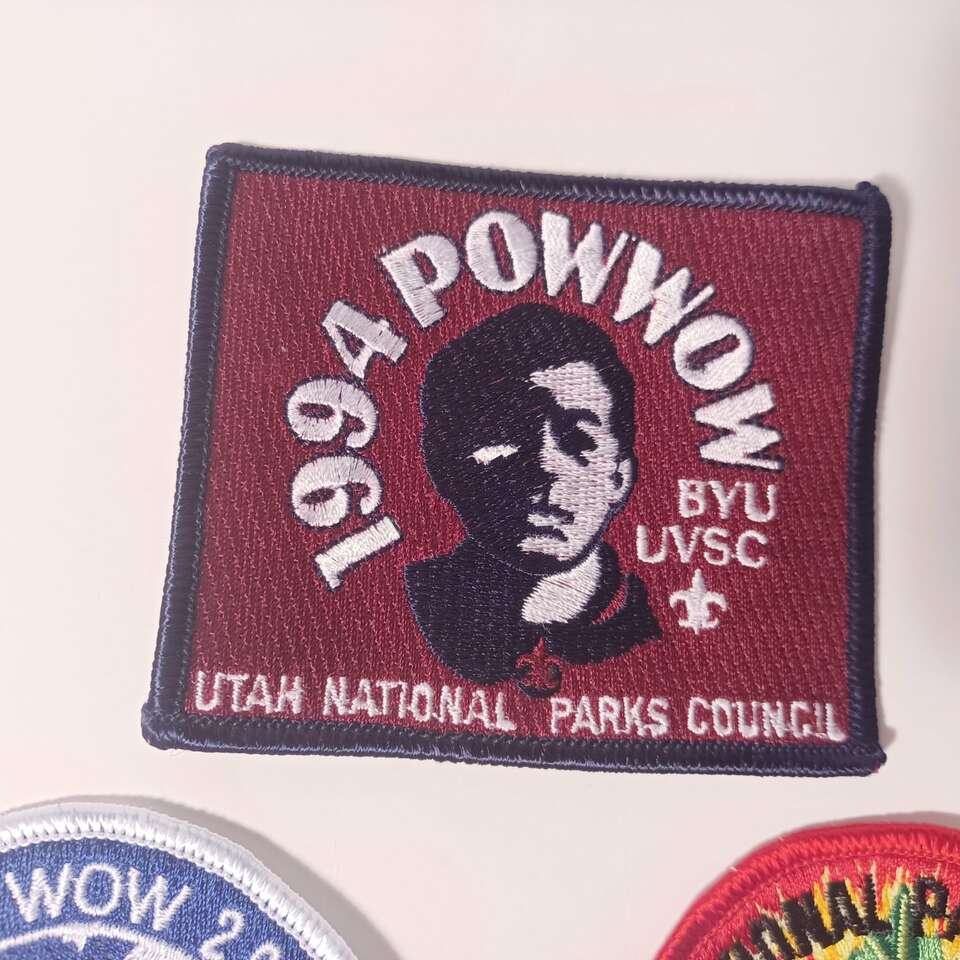 1994 POWWOW
BYU
UVSC
UTAH NATIONAL PARKS COUNCIL
WOW